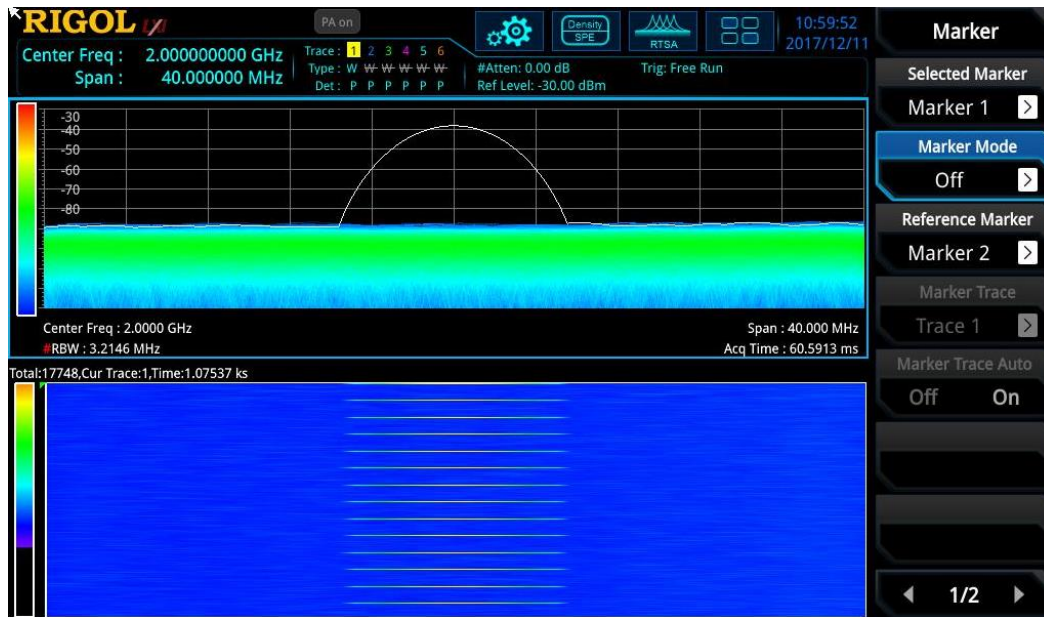 RIGOL LXI
PA on
Density
SPE
RTSA
10:59:52
2017/12/11
Center Freq : 2.000000000 GHz
Span : 40.000000 MHz
Trace : 1 2 3 4 5 6
Type : W W W W W W
Det : P P P P P P
#Atten: 0.00 dB
Trig: Free Run
Ref Level: -30.00 dBm
-30
-40
-50
-60
-70
-80
Center Freq : 2.0000 GHz
Span : 40.000 MHz
#RBW : 3.2146 MHz
Acq Time : 60.5913 ms
Total:17748,Cur Trace:1,Time:1.07537 ks
Marker
Selected Marker
Marker 1
Marker Mode
Off
Reference Marker
Marker 2
Marker Trace
Trace 1
Marker Trace Auto
Off On
1/2